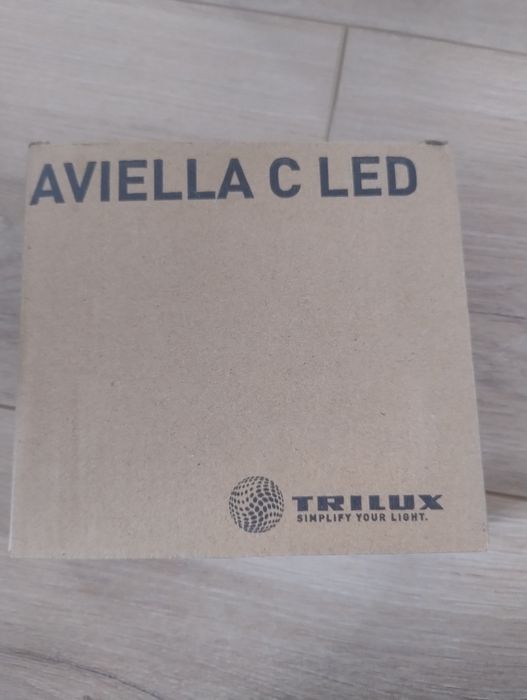 AVIELLA C LED
TRILUX
SIMPLIFY YOUR LIGHT.